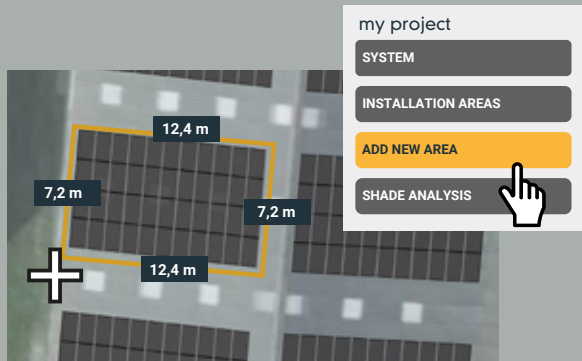 my project
SYSTEM
INSTALLATION AREAS
ADD NEW AREA
SHADE ANALYSIS
12,4 m
7,2 m
7,2 m
12,4 m